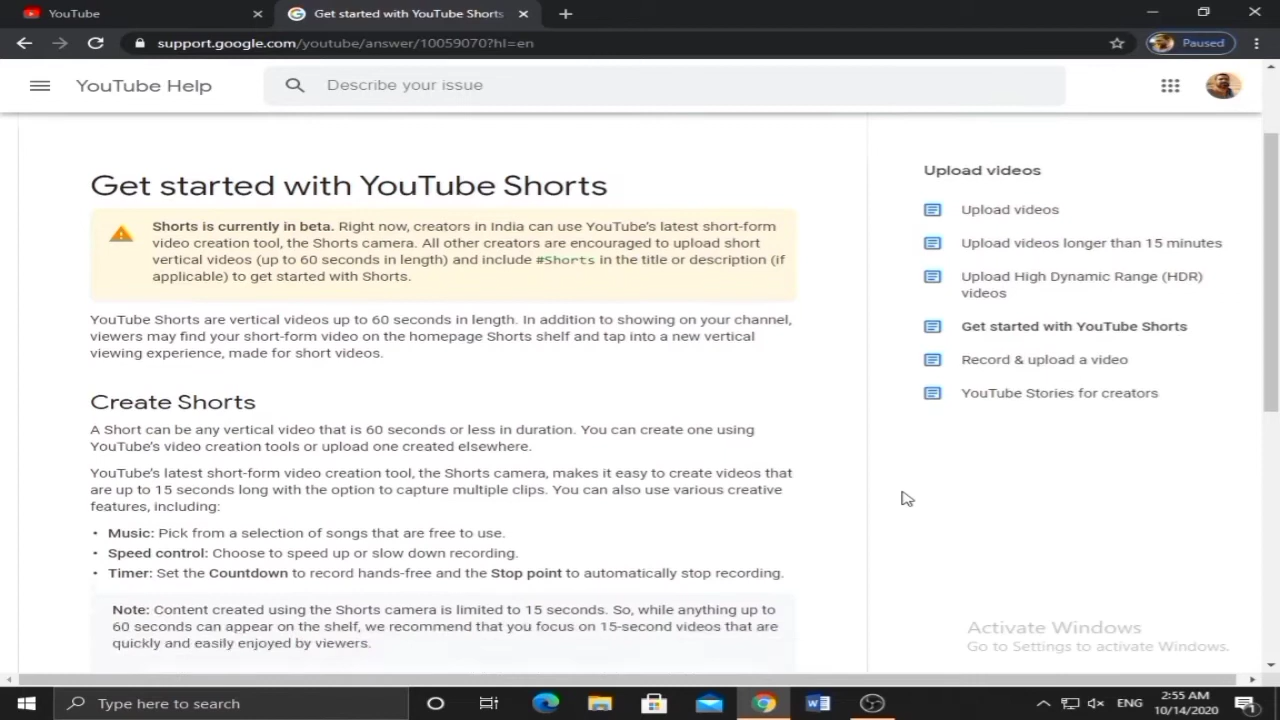 YouTube
Get started with YouTube Shorts
support.google.com/youtube/answer/10059070?hl=en
Paused
YouTube Help
Describe your issue
Get started with YouTube Shorts
Shorts is currently in beta. Right now, creators in India can use YouTube's latest short-form
video creation tool, the Shorts camera. All other creators are encouraged to upload short
vertical videos (up to 60 seconds in length) and include #Shorts in the title or description (if
applicable) to get started with Shorts.
YouTube Shorts are vertical videos up to 60 seconds in length. In addition to showing on your channel,
viewers may find your short-form video on the homepage Shorts shelf and tap into a new vertical
viewing experience, made for short videos.
Create Shorts
A Short can be any vertical video that is 60 seconds or less in duration. You can create one using
YouTube's video creation tools or upload one created elsewhere.
YouTube's latest short-form video creation tool, the Shorts camera, makes it easy to create videos that
are up to 15 seconds long with the option to capture multiple clips. You can also use various creative
features, including:
• Music: Pick from a selection of songs that are free to use.
• Speed control: Choose to speed up or slow down recording.
• Timer: Set the Countdown to record hands-free and the Stop point to automatically stop recording.
Note: Content created using the Shorts camera is limited to 15 seconds. So, while anything up to
60 seconds can appear on the shelf, we recommend that you focus on 15-second videos that are
quickly and easily enjoyed by viewers.
Upload videos
Upload videos
Upload videos longer than 15 minutes
Upload High Dynamic Range (HDR)
videos
Get started with YouTube Shorts
Record & upload a video
YouTube Stories for creators
Activate Windows
Go to Settings to activate Windows.
Type here to search
ENG
2:55 AM
10/14/2020
1